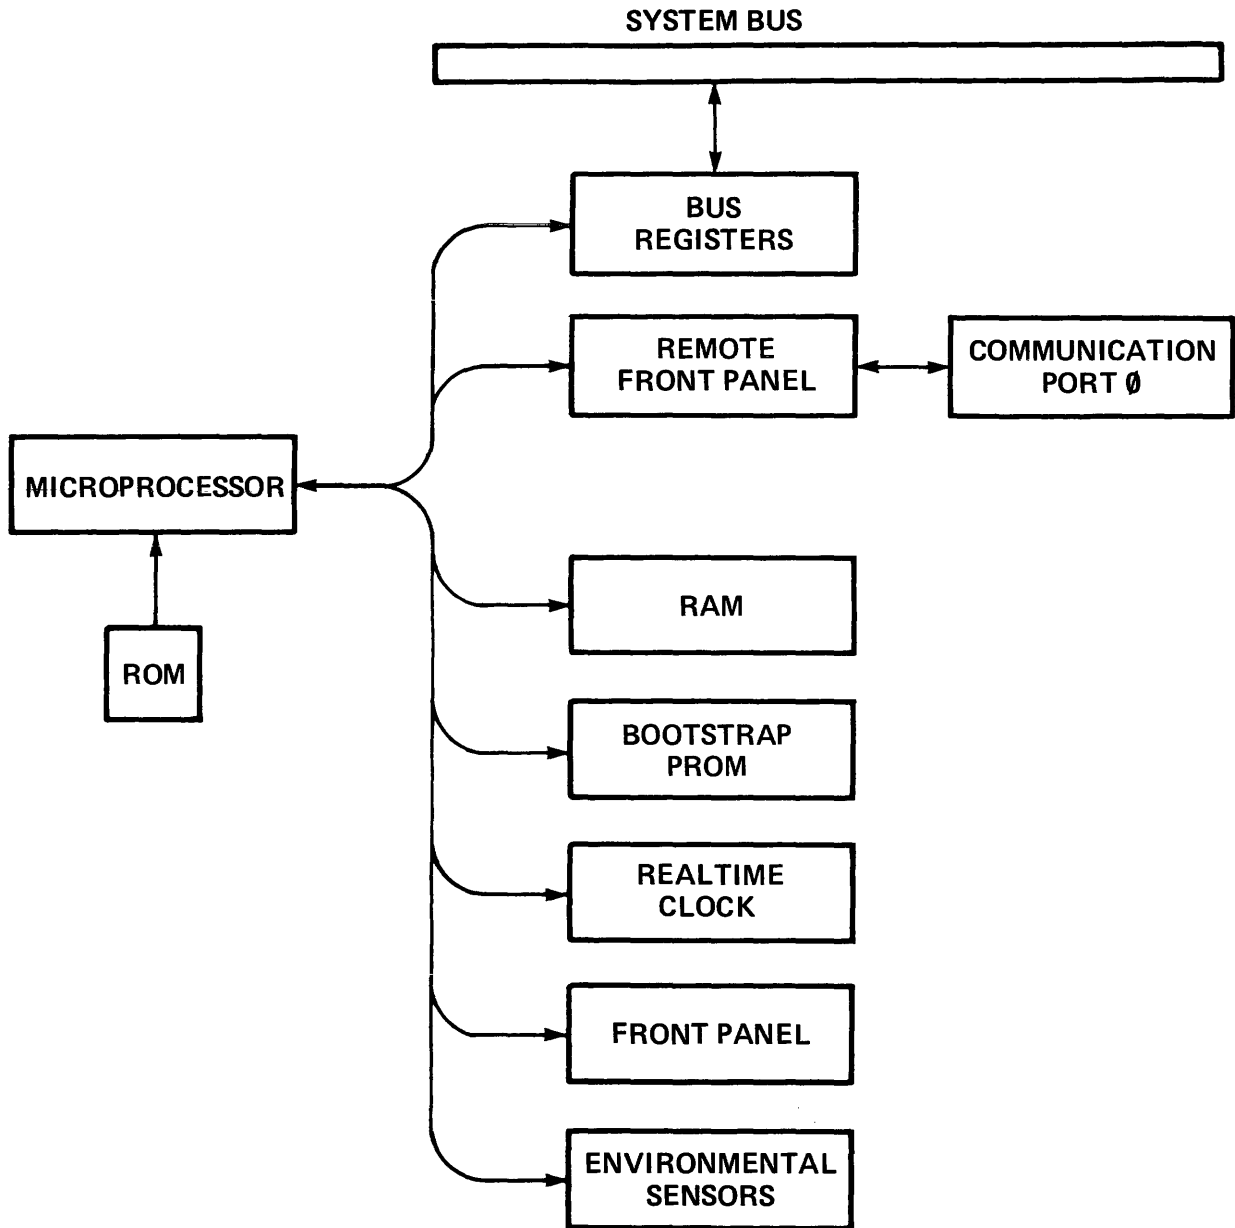 SYSTEM BUS
BUS
REGISTERS
REMOTE
FRONT PANEL
COMMUNICATION
PORT Ø
MICROPROCESSOR
ROM
RAM
BOOTSTRAP
PROM
REALTIME
CLOCK
FRONT PANEL
ENVIRONMENTAL
SENSORS